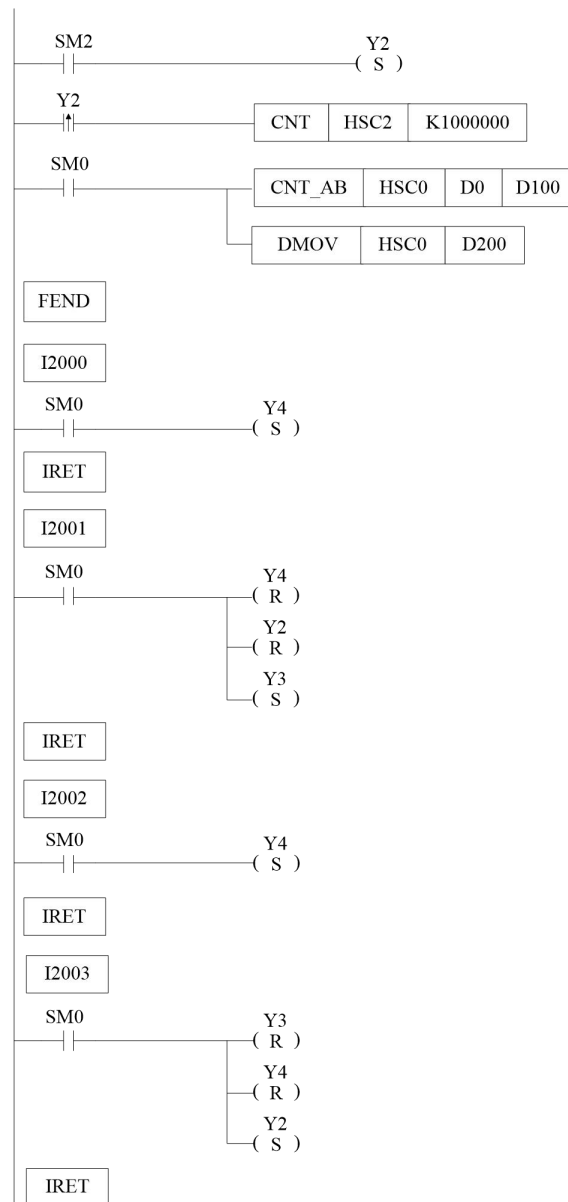 SM2 Y2
( S )
Y2
CNT HSC2 K1000000
SM0
CNT_AB HSC0 D0 D100
DMOV HSC0 D200
FEND
I2000
SM0 Y4
( S )
IRET
I2001
SM0 Y4
( R )
Y2
( R )
Y3
( S )
IRET
I2002
SM0 Y4
( S )
IRET
I2003
SM0 Y3
( R )
Y4
( R )
Y2
( S )
IRET